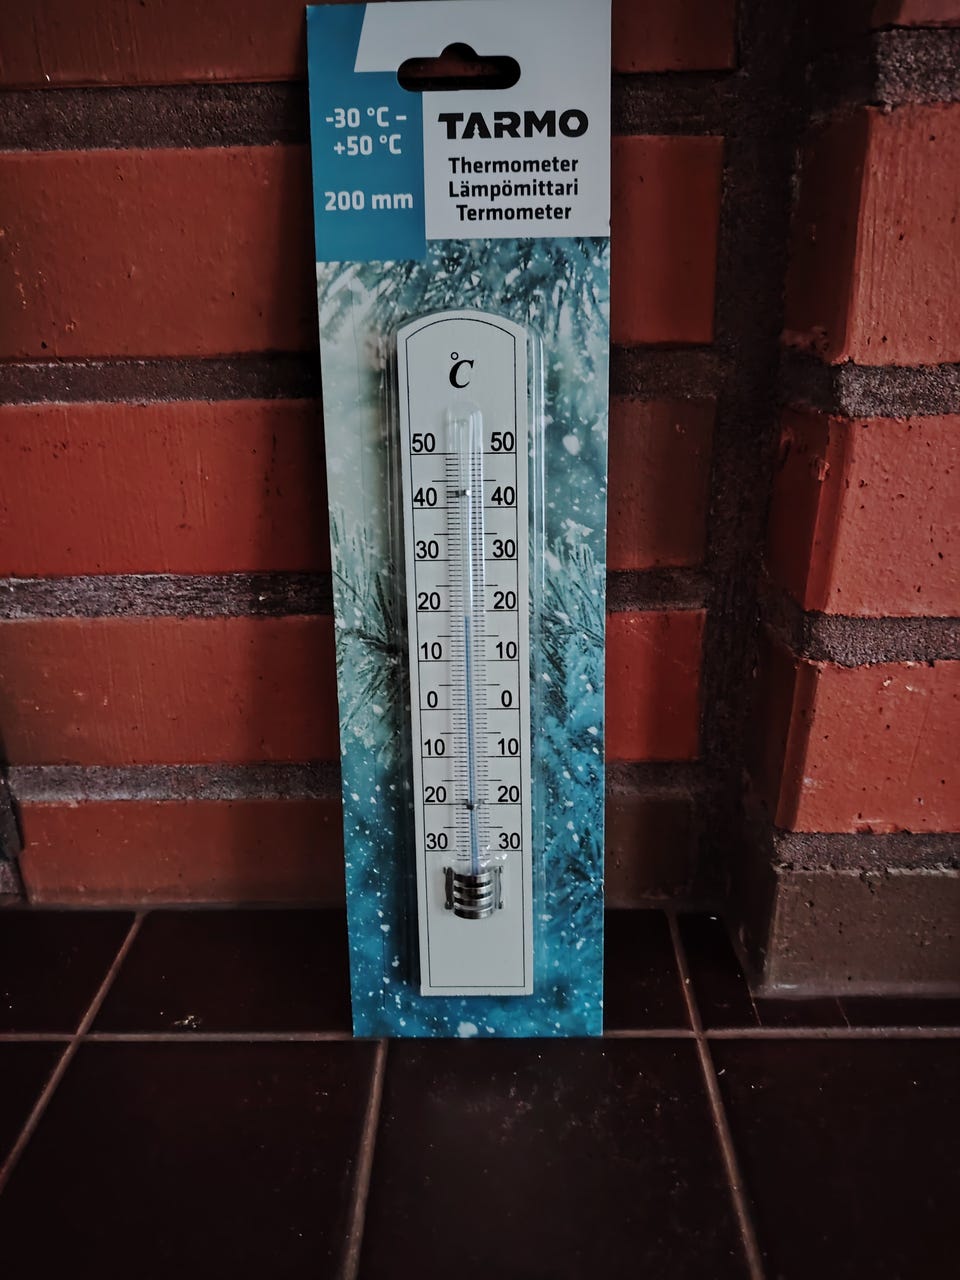 -30 °C –
+50 °C
200 mm
TARMO
Thermometer
Lämpömittari
Termometer
°C
50 50
40 40
30 30
20 20
10 10
0 0
10 10
20 20
30 30